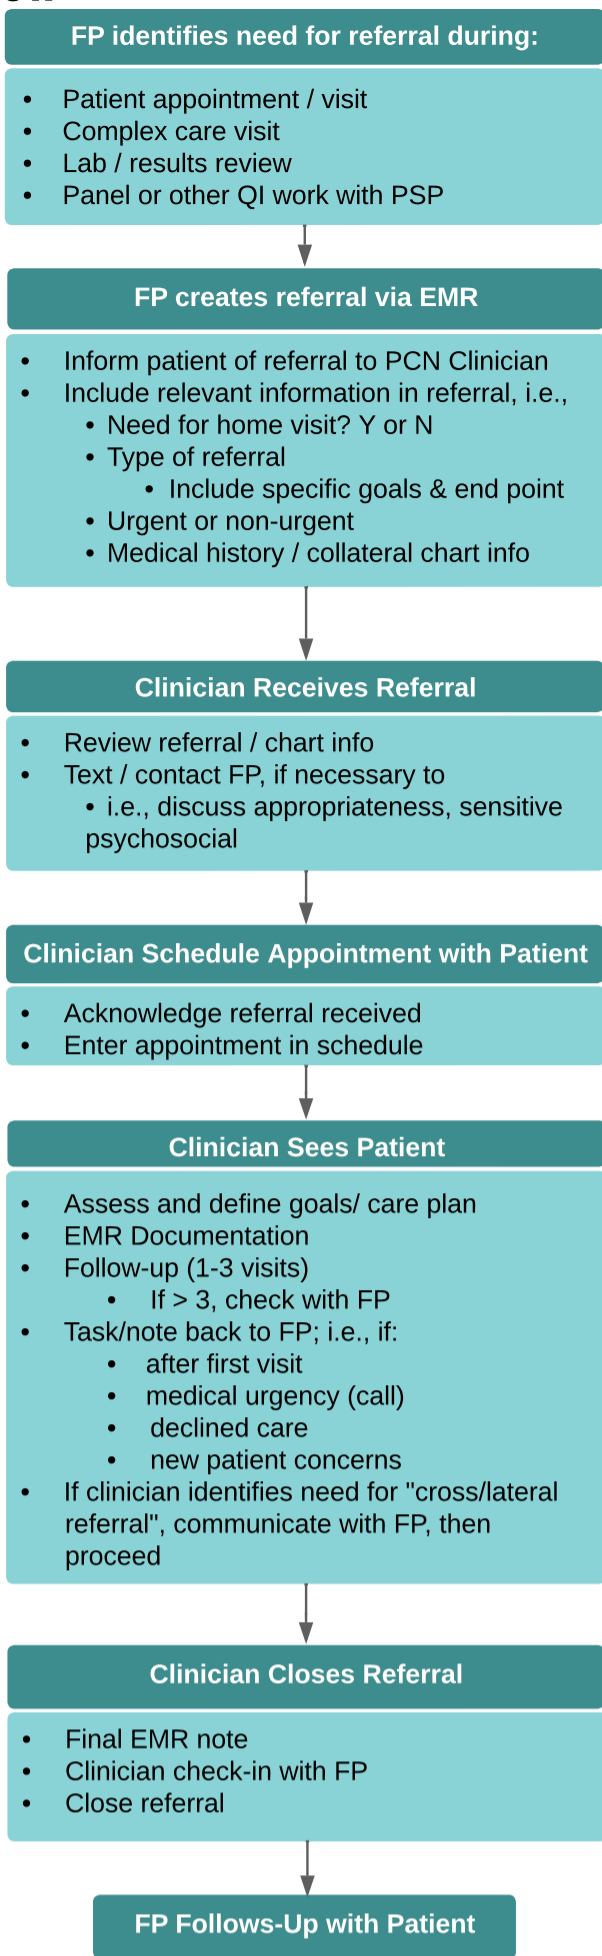 FP identifies need for referral during:
• Patient appointment / visit
• Complex care visit
• Lab / results review
• Panel or other QI work with PSP
FP creates referral via EMR
• Inform patient of referral to PCN Clinician
• Include relevant information in referral, i.e.,
• Need for home visit? Y or N
• Type of referral
• Include specific goals & end point
• Urgent or non-urgent
• Medical history / collateral chart info
Clinician Receives Referral
• Review referral / chart info
• Text / contact FP, if necessary to
• i.e., discuss appropriateness, sensitive
psychosocial
Clinician Schedule Appointment with Patient
• Acknowledge referral received
• Enter appointment in schedule
Clinician Sees Patient
• Assess and define goals/ care plan
• EMR Documentation
• Follow-up (1-3 visits)
• If > 3, check with FP
• Task/note back to FP; i.e., if:
• after first visit
• medical urgency (call)
• declined care
• new patient concerns
• If clinician identifies need for "cross/lateral
referral", communicate with FP, then
proceed
Clinician Closes Referral
• Final EMR note
• Clinician check-in with FP
• Close referral
FP Follows-Up with Patient